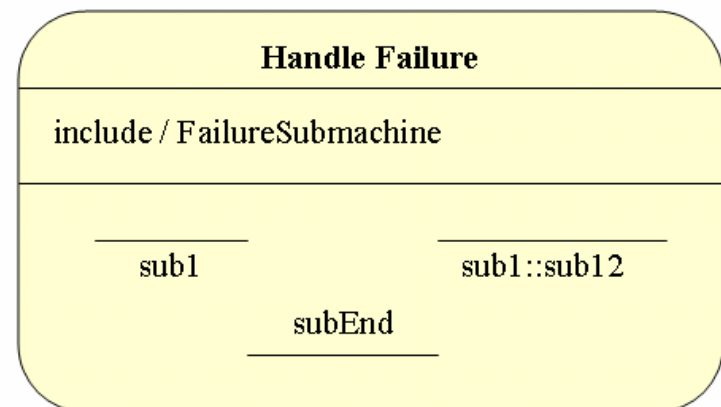 Handle Failure
include / FailureSubmachine
sub1
sub1::sub12
subEnd